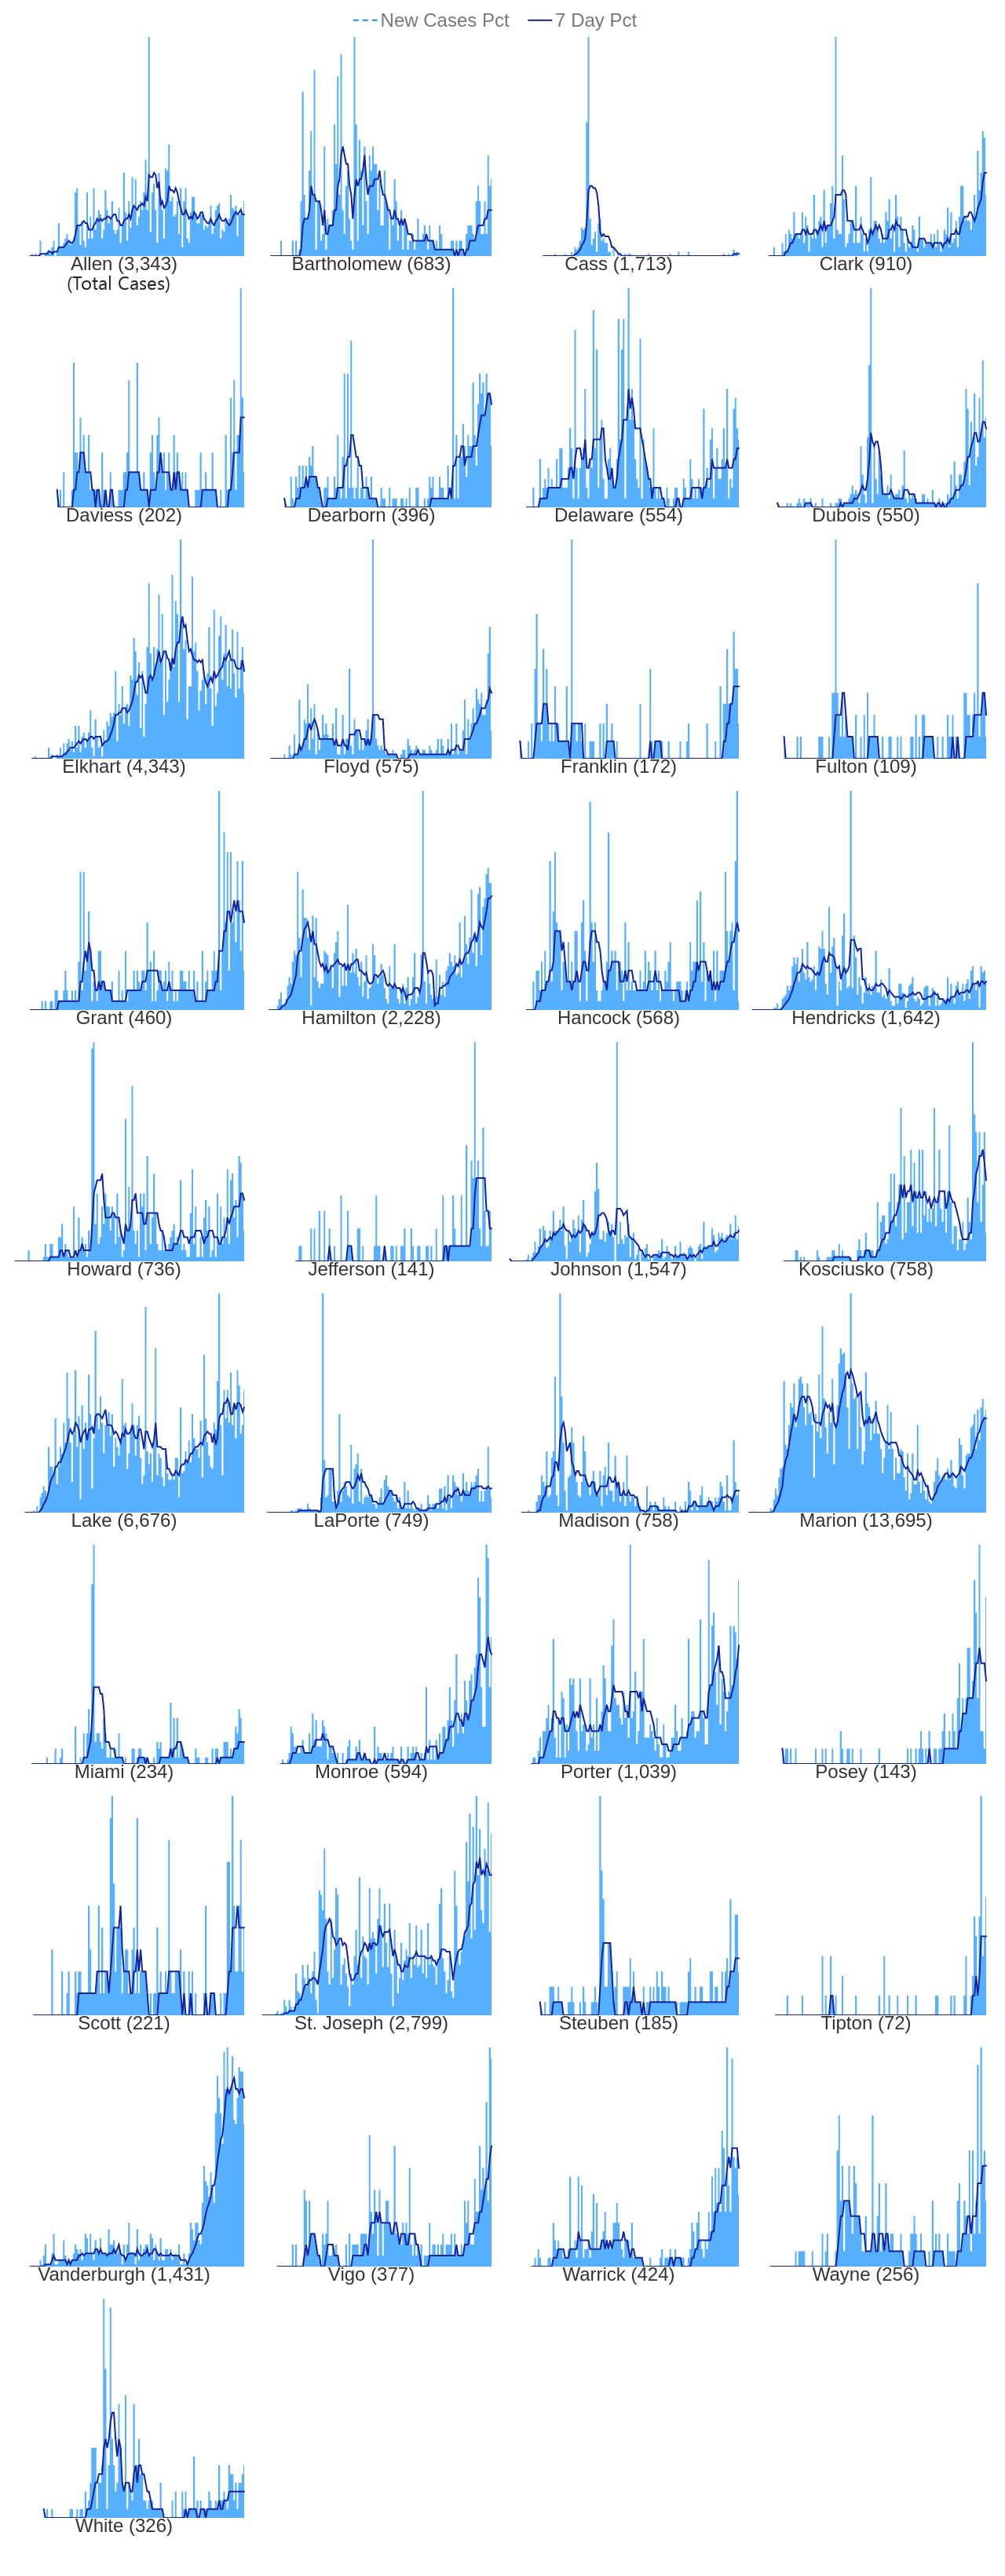 New Cases Pct 7 Day Pct
Allen (3,343) Bartholomew (683) Cass (1,713) Clark (910)
(Total Cases)
Daviess (202) Dearborn (396) Delaware (554) Dubois (550)
Elkhart (4,343) Floyd (575) Franklin (172) Fulton (109)
Grant (460) Hamilton (2,228) Hancock (568) Hendricks (1,642)
Howard (736) Jefferson (141) Johnson (1,547) Kosciusko (758)
Lake (6,676) LaPorte (749) Madison (758) Marion (13,695)
Miami (234) Monroe (594) Porter (1,039) Posey (143)
Scott (221) St. Joseph (2,799) Steuben (185) Tipton (72)
Vanderburgh (1,431) Vigo (377) Warrick (424) Wayne (256)
White (326)